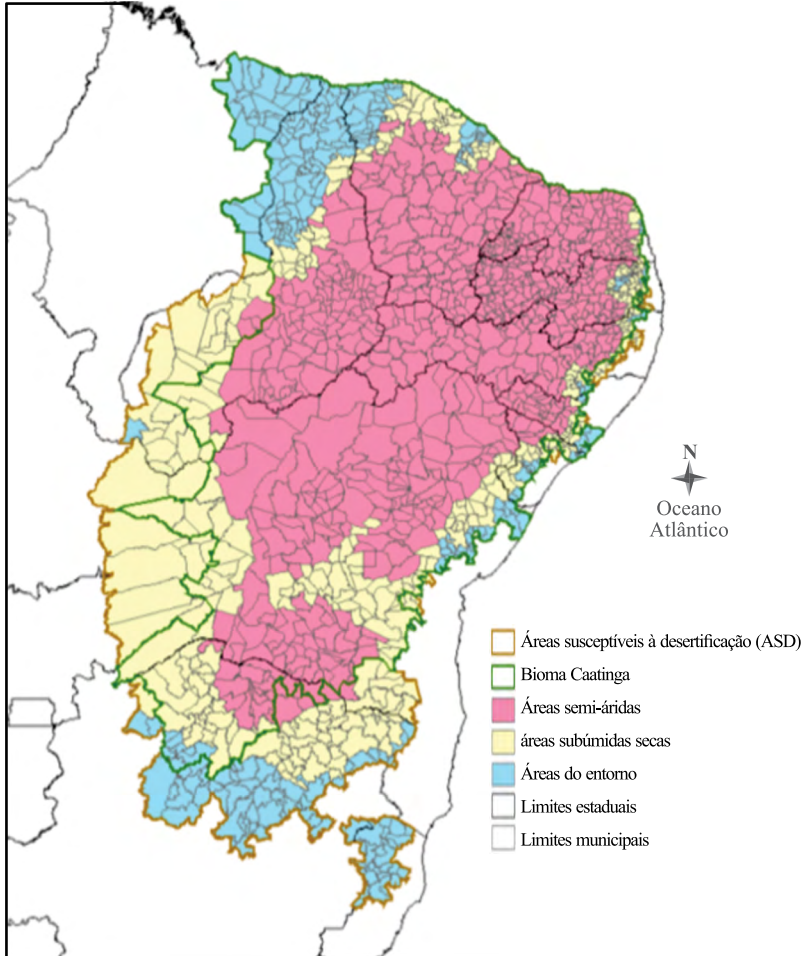 N
Oceano
Atlântico
Áreas susceptíveis à desertificação (ASD)
Bioma Caatinga
Áreas semi-áridas
áreas subúmidas secas
Áreas do entorno
Limites estaduais
Limites municipais